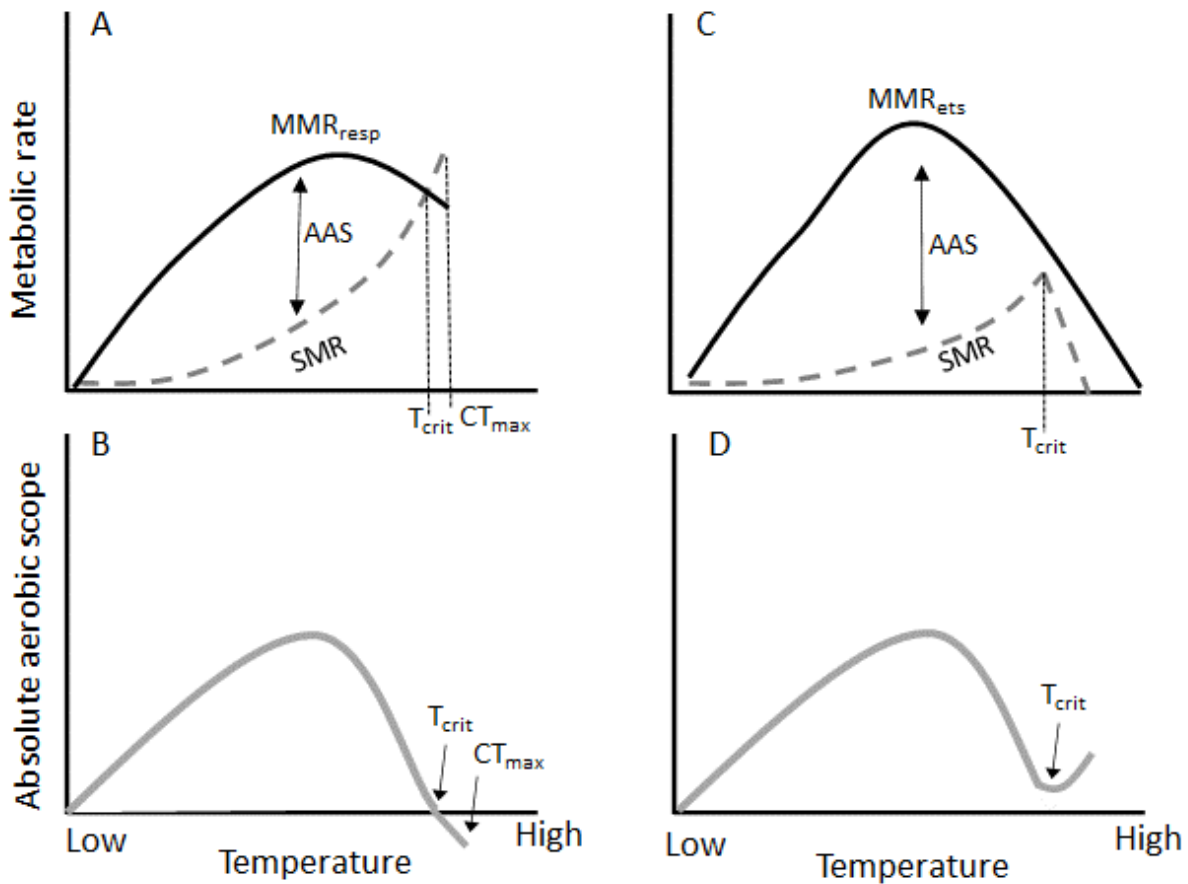 A
Metabolic rate
MMRresp
AAS
SMR
Tcrit CTmax
B
Absolute aerobic scope
Tcrit
CTmax
Low
Temperature
High
C
MMRets
AAS
SMR
Tcrit
D
Tcrit
Low
Temperature
High